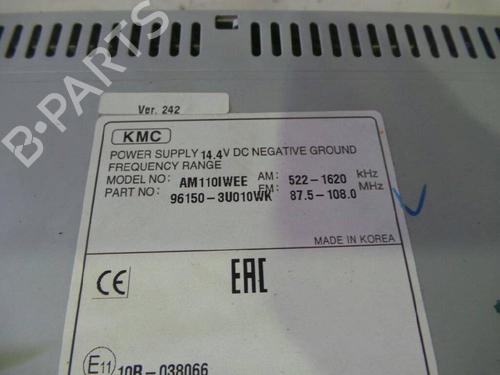 B-PARTS
Ver. 242
KMC
POWER SUPPLY 14.4V DC NEGATIVE GROUND
FREQUENCY RANGE
MODEL NO: AM110IWEE AM: 522-1620 kHz
PART NO: 96150-3U010WK FM: 87.5-108.0 MHz
MADE IN KOREA
CE EAC
E11 10R-038066